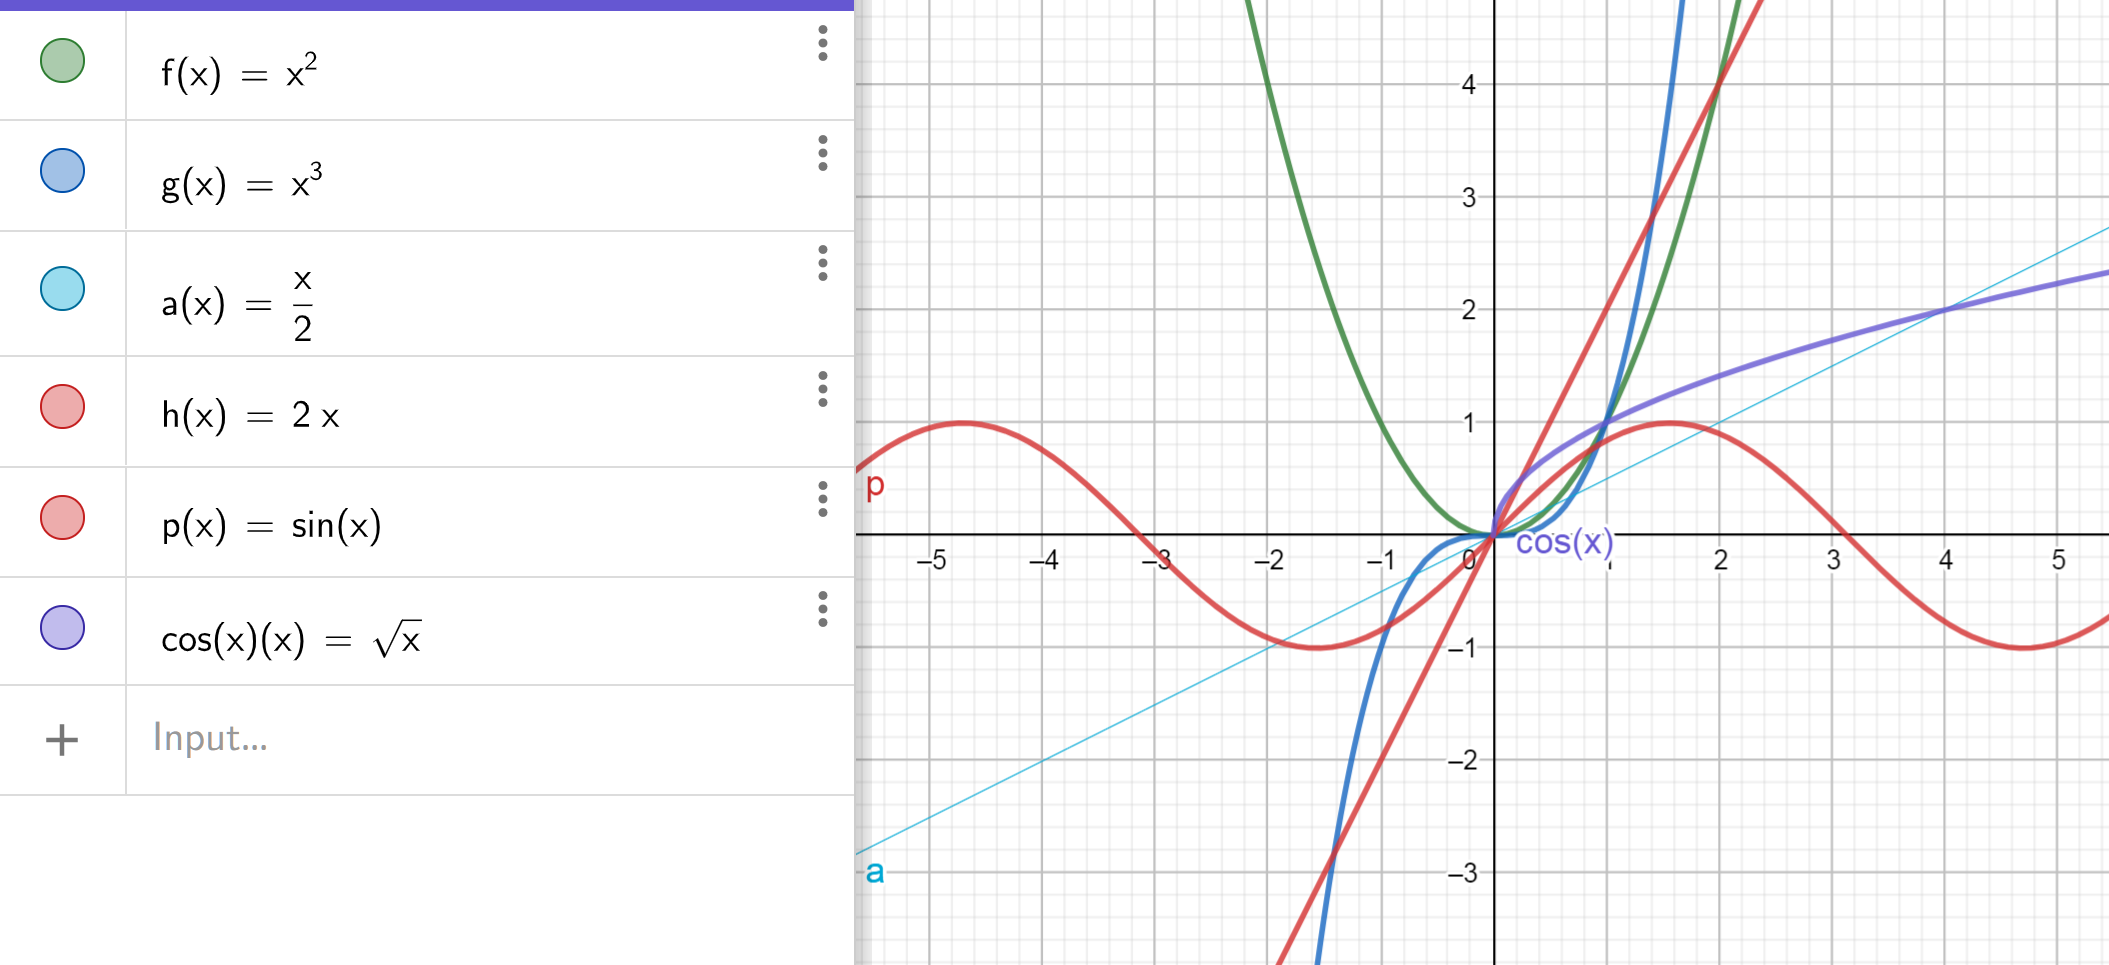 f(x) = x²
g(x) = x³
a(x) = x/2
h(x) = 2 x
p(x) = sin(x)
cos(x)(x) = √x
+ Input...
4
3
2
1
p
cos(x)
–5 –4 –3 –2 –1 0 1 2 3 4 5
–1
–2
–3
a